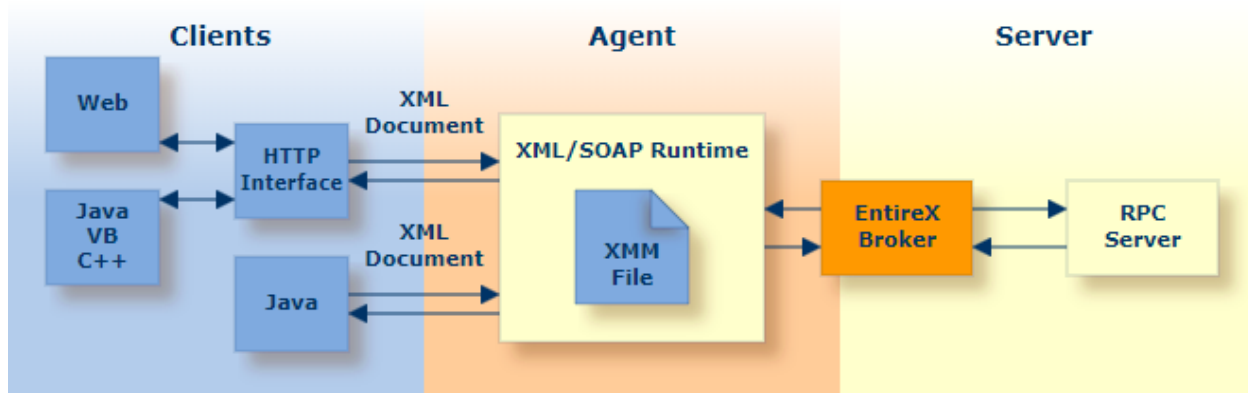 Clients
Agent
Server
Web
HTTP
Interface
Java
VB
C++
Java
XML
Document
XML
Document
XML/SOAP Runtime
XMM
File
EntireX
Broker
RPC
Server